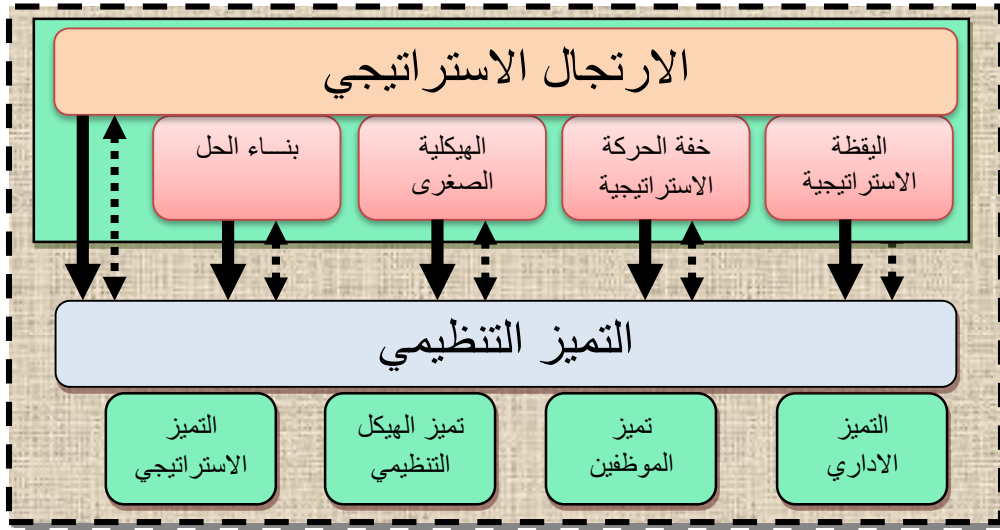 الارتجال الاستراتيجي
اليقظة
الاستراتيجية
خفة الحركة
الاستراتيجية
الهيكلية
الصغرى
بنـــاء الحل
التميز التنظيمي
التميز
الاداري
تميز
الموظفين
تميز الهيكل
التنظيمي
التميز
الاستراتيجي